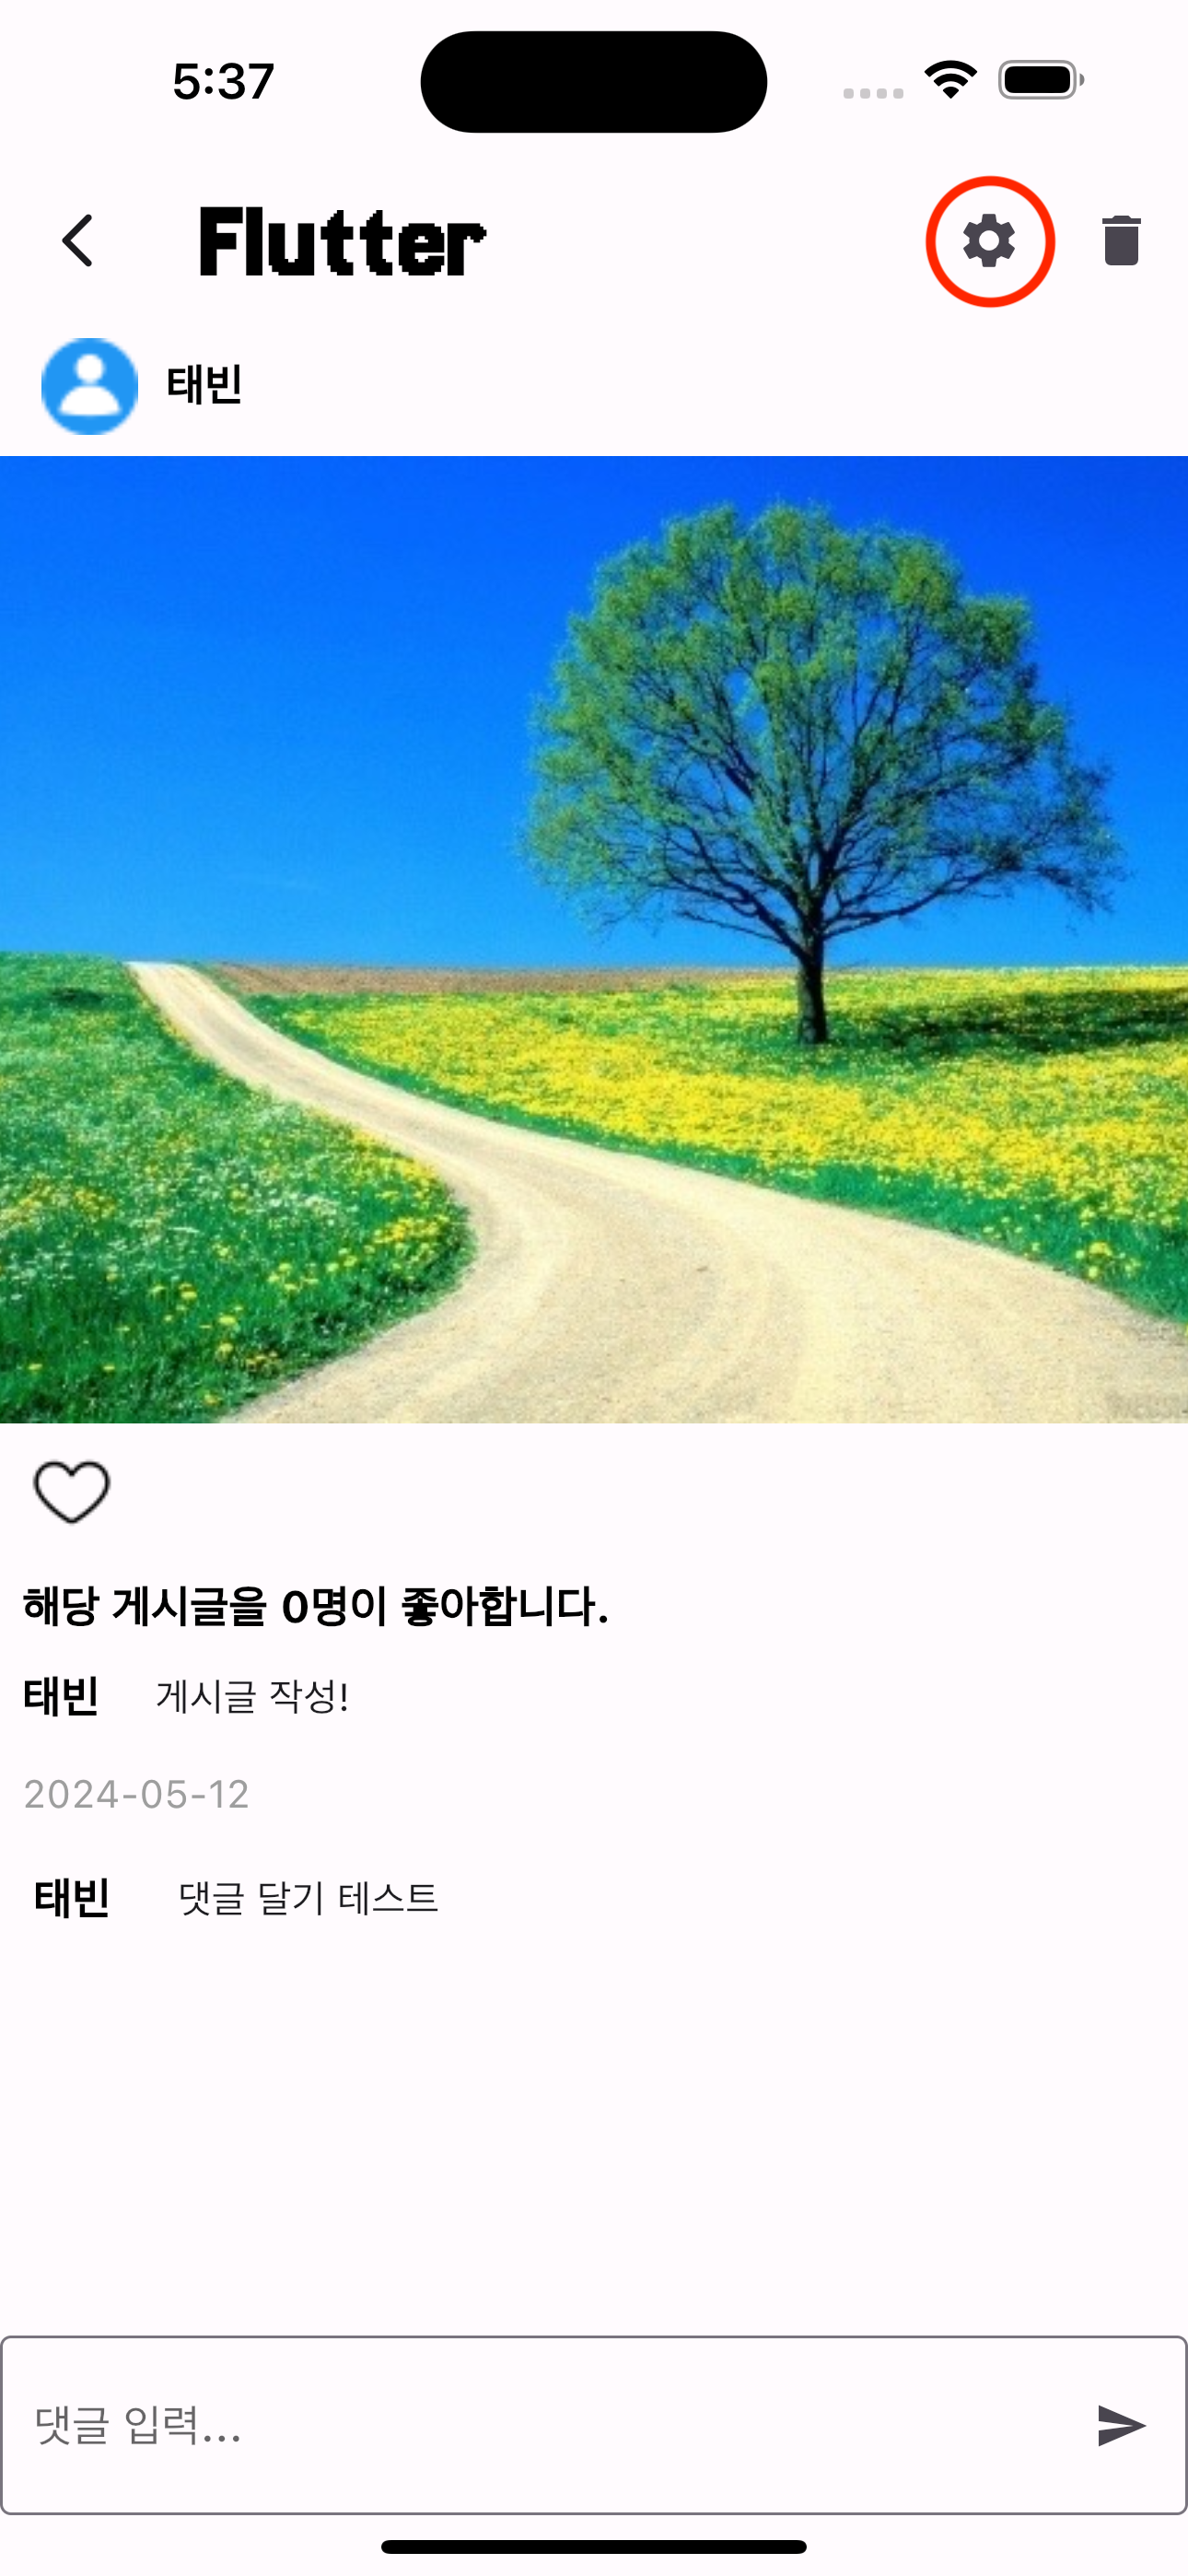 5:37
Flutter
태빈
해당 게시글을 0명이 좋아합니다.
태빈 게시글 작성!
2024-05-12
태빈 댓글 달기 테스트
댓글 입력...